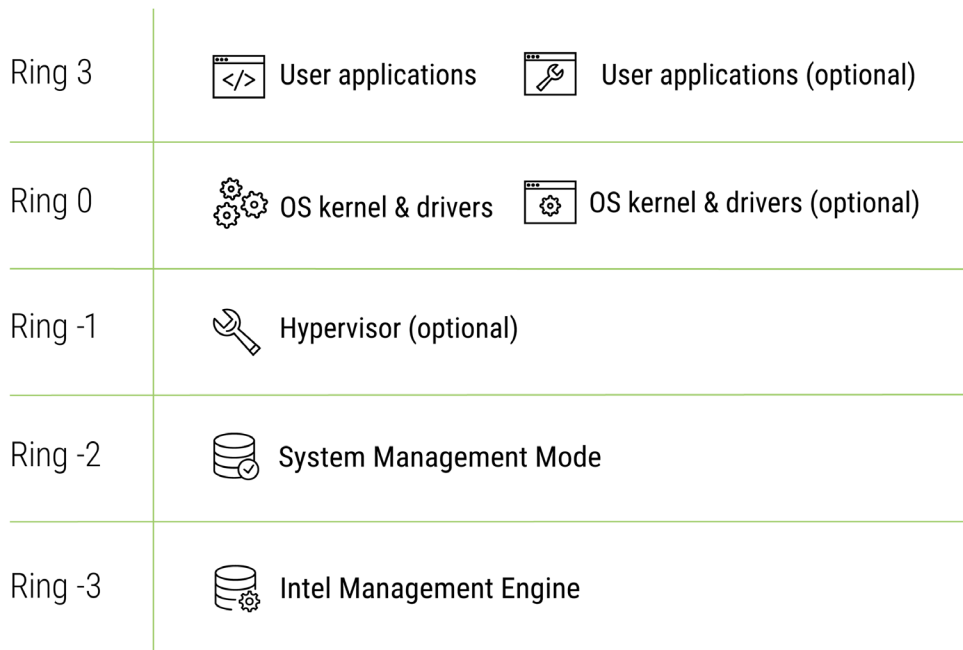 Ring 3
</> User applications
User applications (optional)
Ring 0
OS kernel & drivers
OS kernel & drivers (optional)
Ring -1
Hypervisor (optional)
Ring -2
System Management Mode
Ring -3
Intel Management Engine